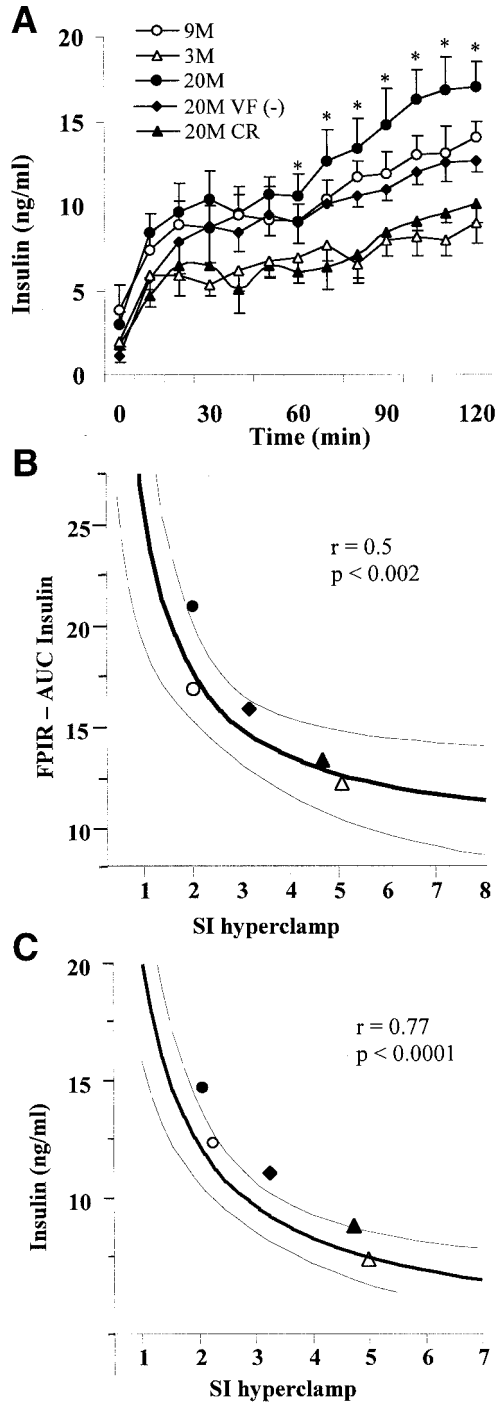 A
20
15
10
5
0
Insulin (ng/ml)
9M
3M
20M
20M VF (-)
20M CR
* * * * * * *
0 30 60 90 120
Time (min)
B
25
20
15
10
FPIR – AUC Insulin
r = 0.5
p < 0.002
1 2 3 4 5 6 7 8
SI hyperclamp
C
20
15
10
Insulin (ng/ml)
r = 0.77
p < 0.0001
1 2 3 4 5 6 7
SI hyperclamp